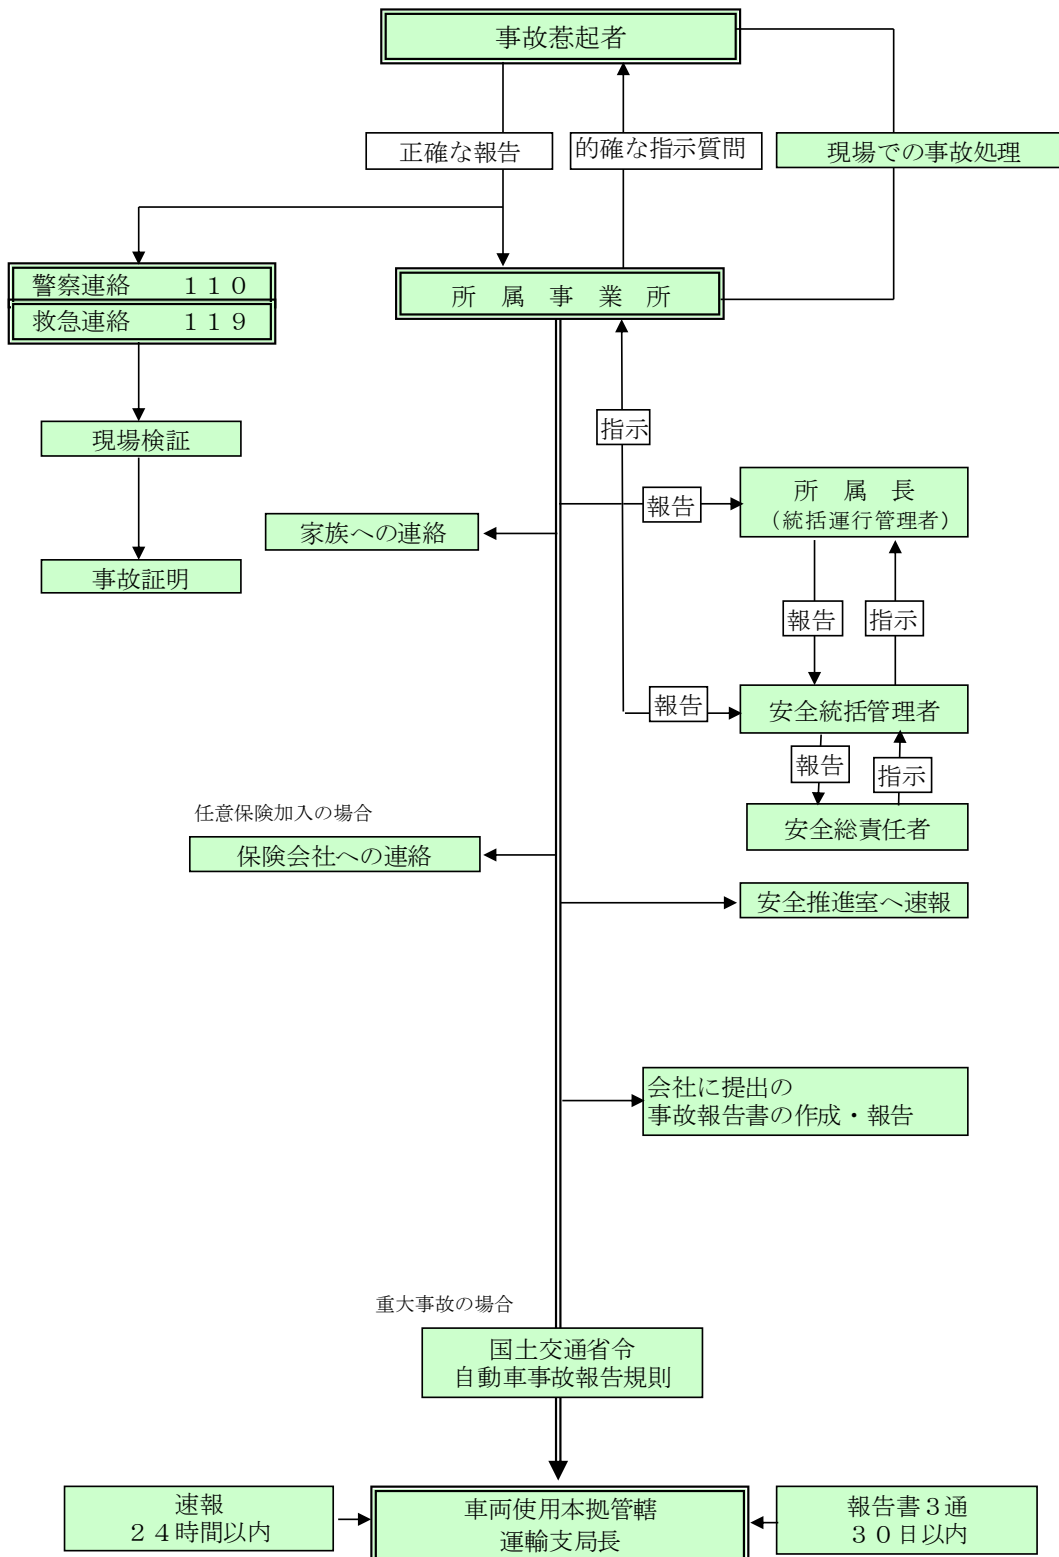 事故惹起者
正確な報告
的確な指示質問
現場での事故処理
警察連絡　　１１０
救急連絡　　１１９
所　属　事　業　所
指示
現場検証
報告
所　属　長
（統括運行管理者）
家族への連絡
事故証明
報告
指示
報告
安全統括管理者
報告
指示
任意保険加入の場合
保険会社への連絡
安全総責任者
安全推進室へ速報
会社に提出の
事故報告書の作成・報告
重大事故の場合
国土交通省令
自動車事故報告規則
速報
２４時間以内
車両使用本拠管轄
運輸支局長
報告書３通
３０日以内